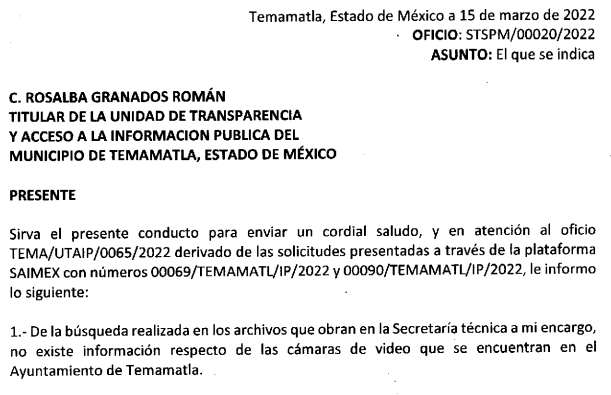 Temamatla, Estado de México a 15 de marzo de 2022
OFICIO: STSPM/00020/2022
ASUNTO: El que se indica
C. ROSALBA GRANADOS ROMÁN
TITULAR DE LA UNIDAD DE TRANSPARENCIA
Y ACCESO A LA INFORMACION PUBLICA DEL
MUNICIPIO DE TEMAMATLA, ESTADO DE MÉXICO
PRESENTE
Sirva el presente conducto para enviar un cordial saludo, y en atención al oficio
TEMA/UTAIP/0065/2022 derivado de las solicitudes presentadas a través de la plataforma
SAIMEX con números 00069/TEMAMATL/IP/2022 y 00090/TEMAMATL/IP/2022, le informo
lo siguiente:
1.- De la búsqueda realizada en los archivos que obran en la Secretaría técnica a mi encargo,
no existe información respecto de las cámaras de video que se encuentran en el
Ayuntamiento de Temamatla.